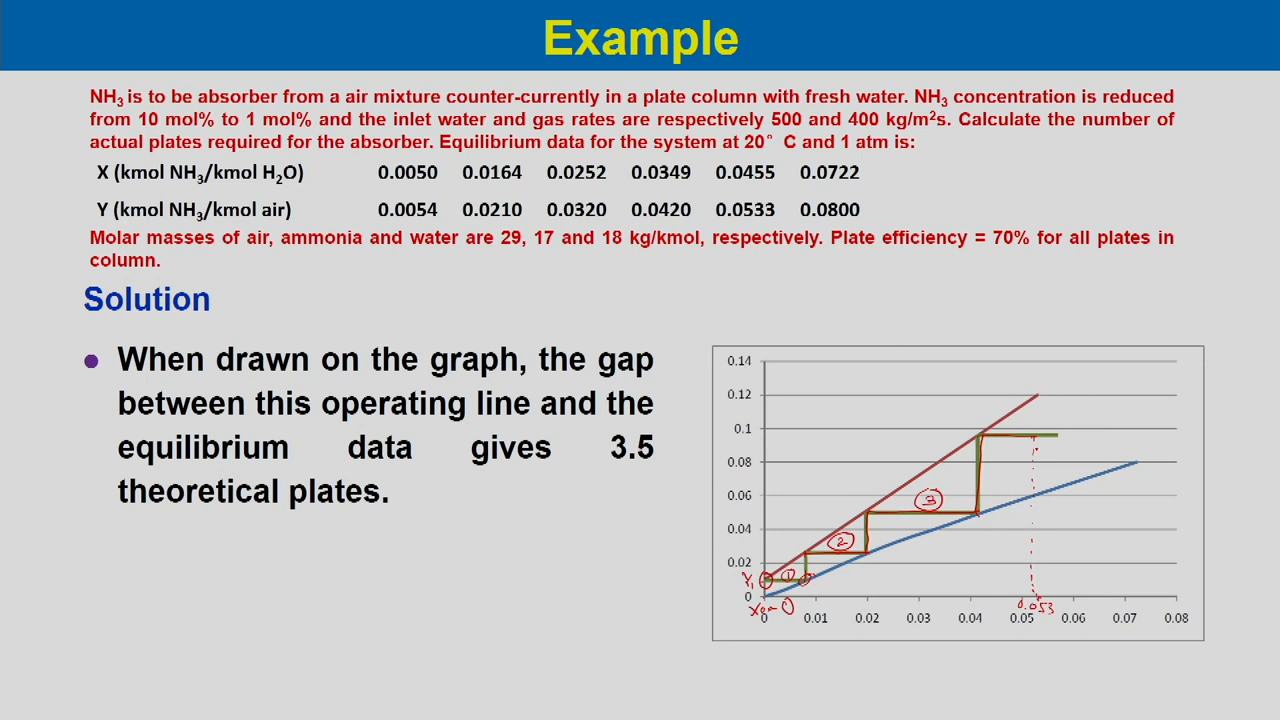 Example
NH3 is to be absorber from a air mixture counter-currently in a plate column with fresh water. NH3 concentration is reduced
from 10 mol% to 1 mol% and the inlet water and gas rates are respectively 500 and 400 kg/m2s. Calculate the number of
actual plates required for the absorber. Equilibrium data for the system at 20° C and 1 atm is:
X (kmol NH3/kmol H2O) 0.0050 0.0164 0.0252 0.0349 0.0455 0.0722
Y (kmol NH3/kmol air) 0.0054 0.0210 0.0320 0.0420 0.0533 0.0800
Molar masses of air, ammonia and water are 29, 17 and 18 kg/kmol, respectively. Plate efficiency = 70% for all plates in
column.
Solution
• When drawn on the graph, the gap
between this operating line and the
equilibrium data gives 3.5
theoretical plates.
0.14
0.12
0.1
0.08
0.06
3
0.04
2
0.02
Y1 1
0
0.053
0 0.01 0.02 0.03 0.04 0.05 0.06 0.07 0.08